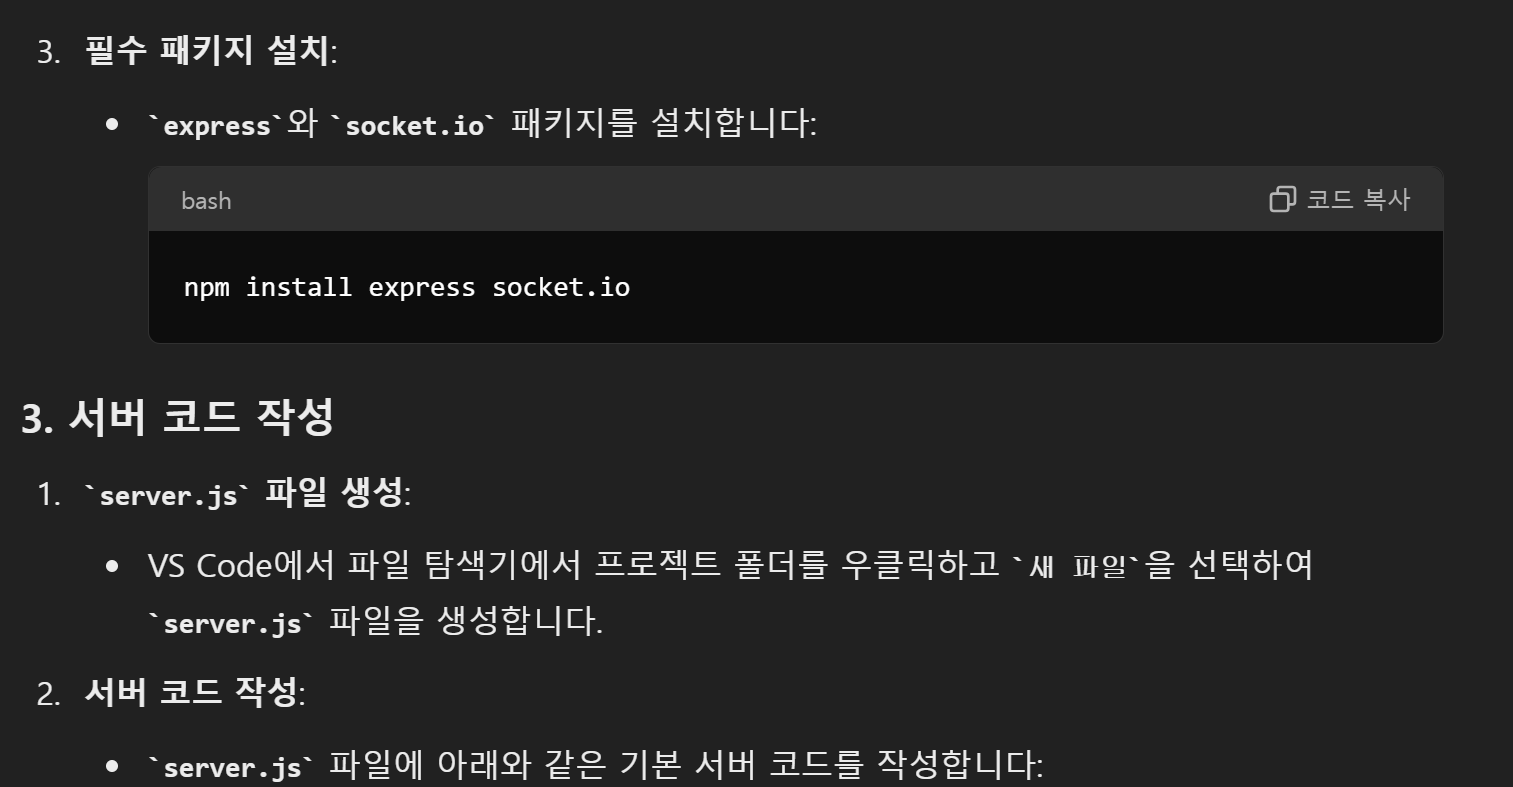 3. 필수 패키지 설치:
• `express`와 `socket.io` 패키지를 설치합니다:
bash 코드 복사
npm install express socket.io
3. 서버 코드 작성
1. `server.js` 파일 생성:
• VS Code에서 파일 탐색기에서 프로젝트 폴더를 우클릭하고 `새 파일`을 선택하여
`server.js` 파일을 생성합니다.
2. 서버 코드 작성:
• `server.js` 파일에 아래와 같은 기본 서버 코드를 작성합니다: